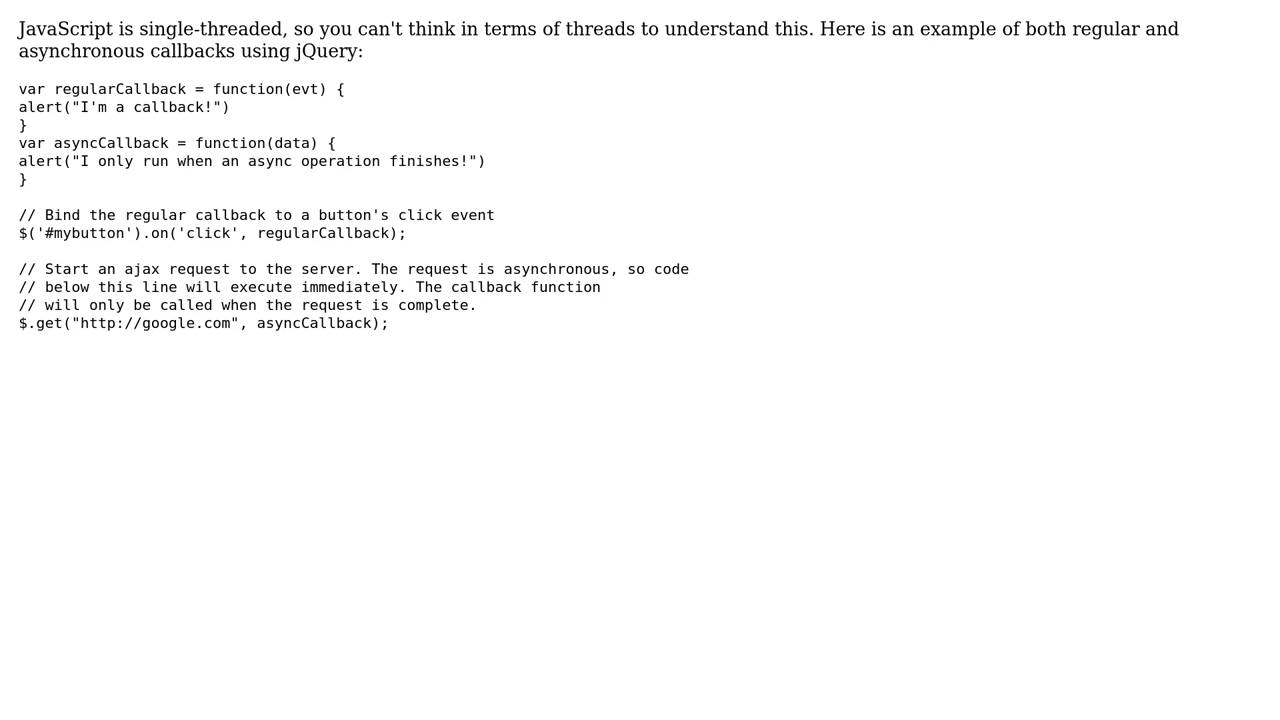 JavaScript is single-threaded, so you can't think in terms of threads to understand this. Here is an example of both regular and
asynchronous callbacks using jQuery:
var regularCallback = function(evt) {
alert("I'm a callback!")
}
var asyncCallback = function(data) {
alert("I only run when an async operation finishes!")
}
// Bind the regular callback to a button's click event
$('#mybutton').on('click', regularCallback);
// Start an ajax request to the server. The request is asynchronous, so code
// below this line will execute immediately. The callback function
// will only be called when the request is complete.
$.get("http://google.com", asyncCallback);